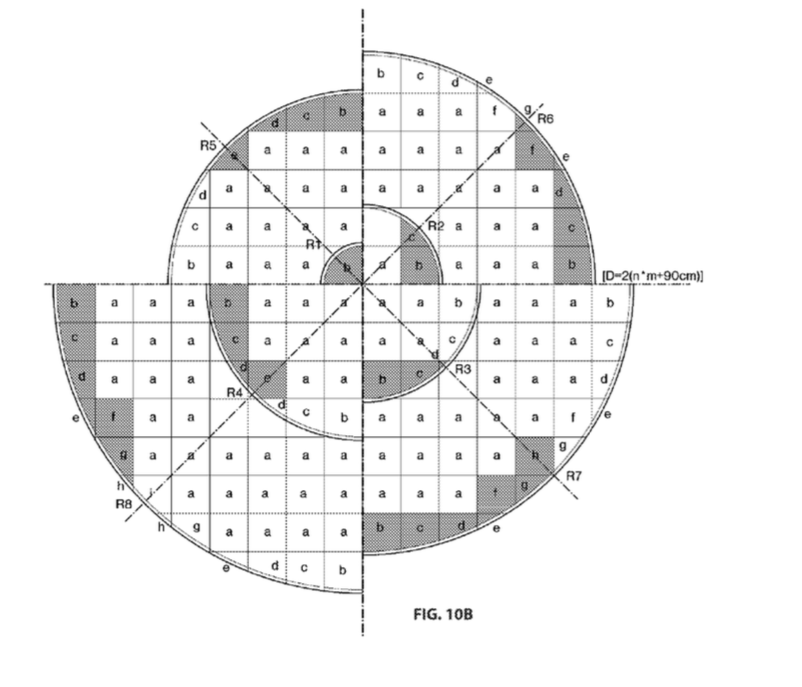 b c d e
d c b a a a f g R6
R5 e a a a a a a a f e
d a a a a a a a a a d
c a a a a c R2 a a a c
R1
b a a a b a b a a a b
[D=2(n*m+90cm)]
b a a a b a a a a a b a a a b
c a a a c a a a a a d c a a a c
d a a a d e a a b c R3 a a a d
R4
e f a a d c b a a a a a f e
g a a a a a a a a a a h g
h a a a a a a a a f g R7
R8
h g a a a a b c d e
e d c b
FIG. 10B